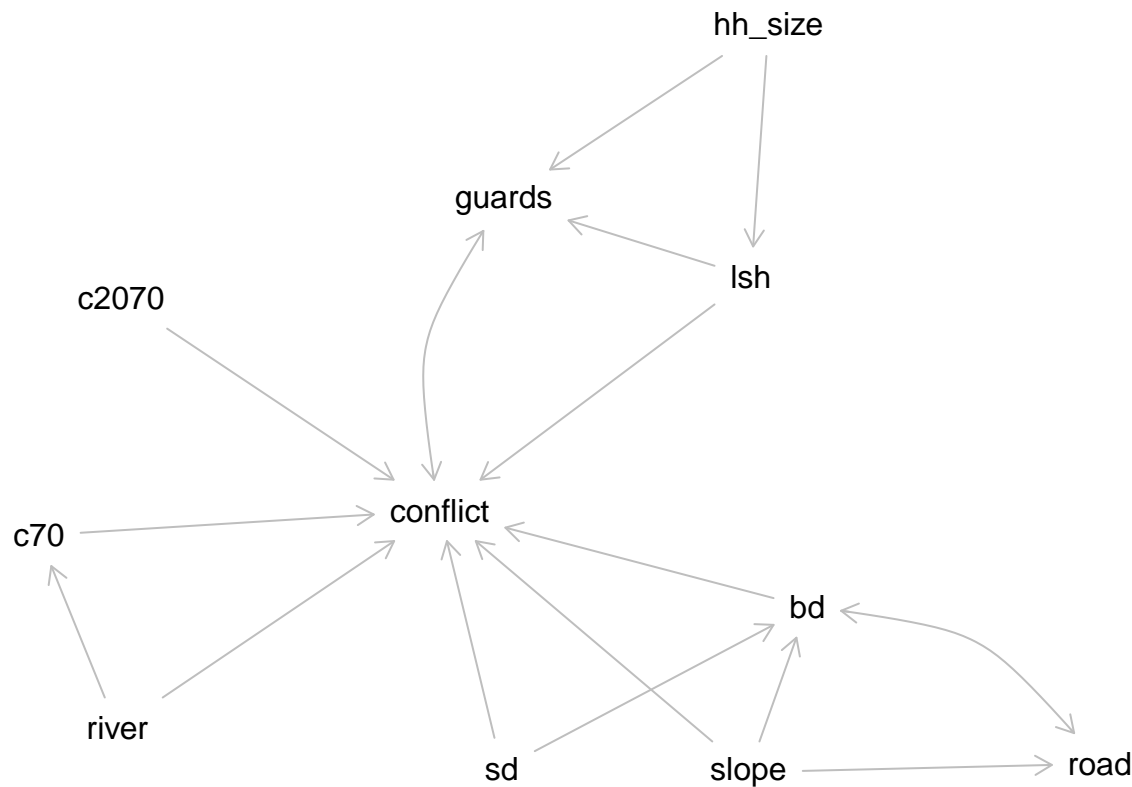 hh_size
guards
lsh
c2070
conflict
c70
bd
river
sd
slope
road